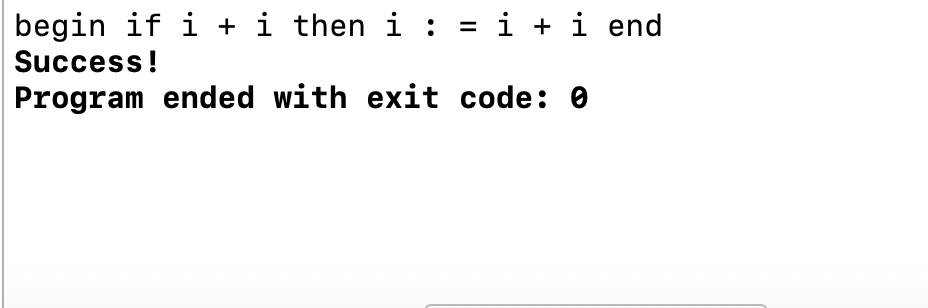 begin if i + i then i : = i + i end
Success!
Program ended with exit code: 0